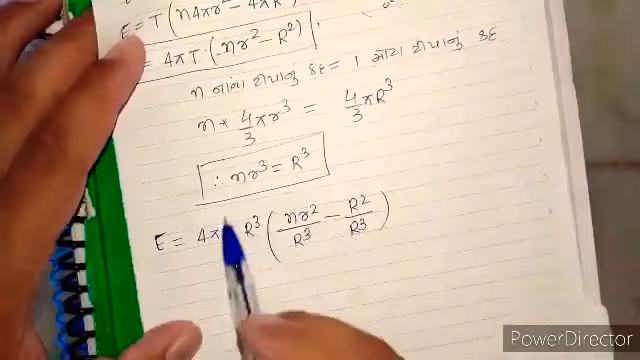 E = T(n4πr² - 4πR²)
= 4πT · (nr² - R²)
n નાના ટીપાનું કદ = 1 મોટા ટીપાનું કદ
n * 4/3 πr³ = 4/3 πR³
∴ nr³ = R³
E = 4π R³ (nr²/R³ - R²/R³)
PowerDirector